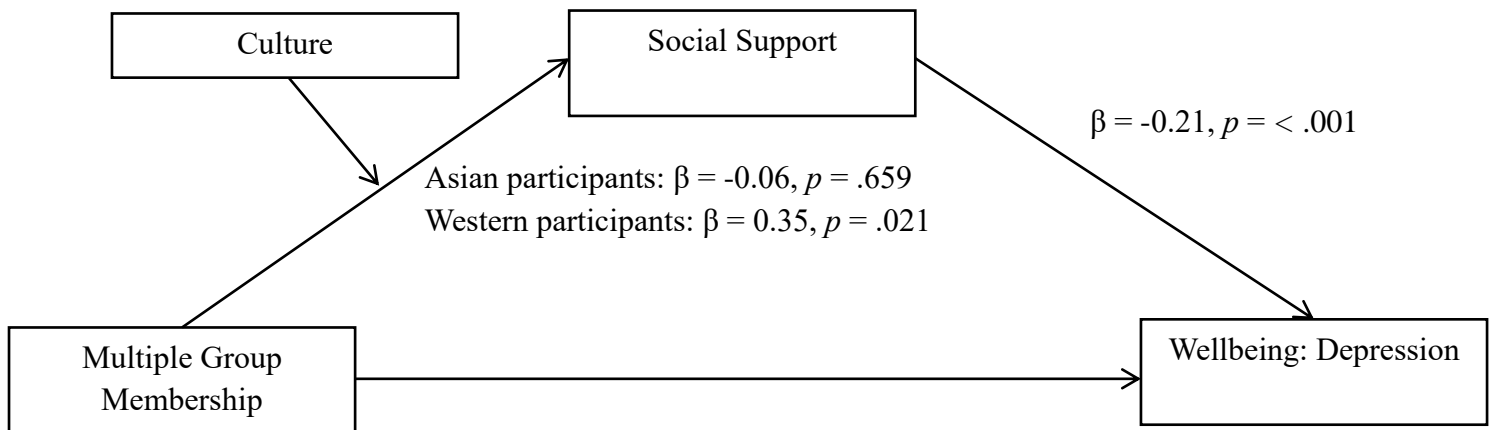 Culture
Social Support
β = -0.21, p = < .001
Asian participants: β = -0.06, p = .659
Western participants: β = 0.35, p = .021
Multiple Group
Membership
Wellbeing: Depression